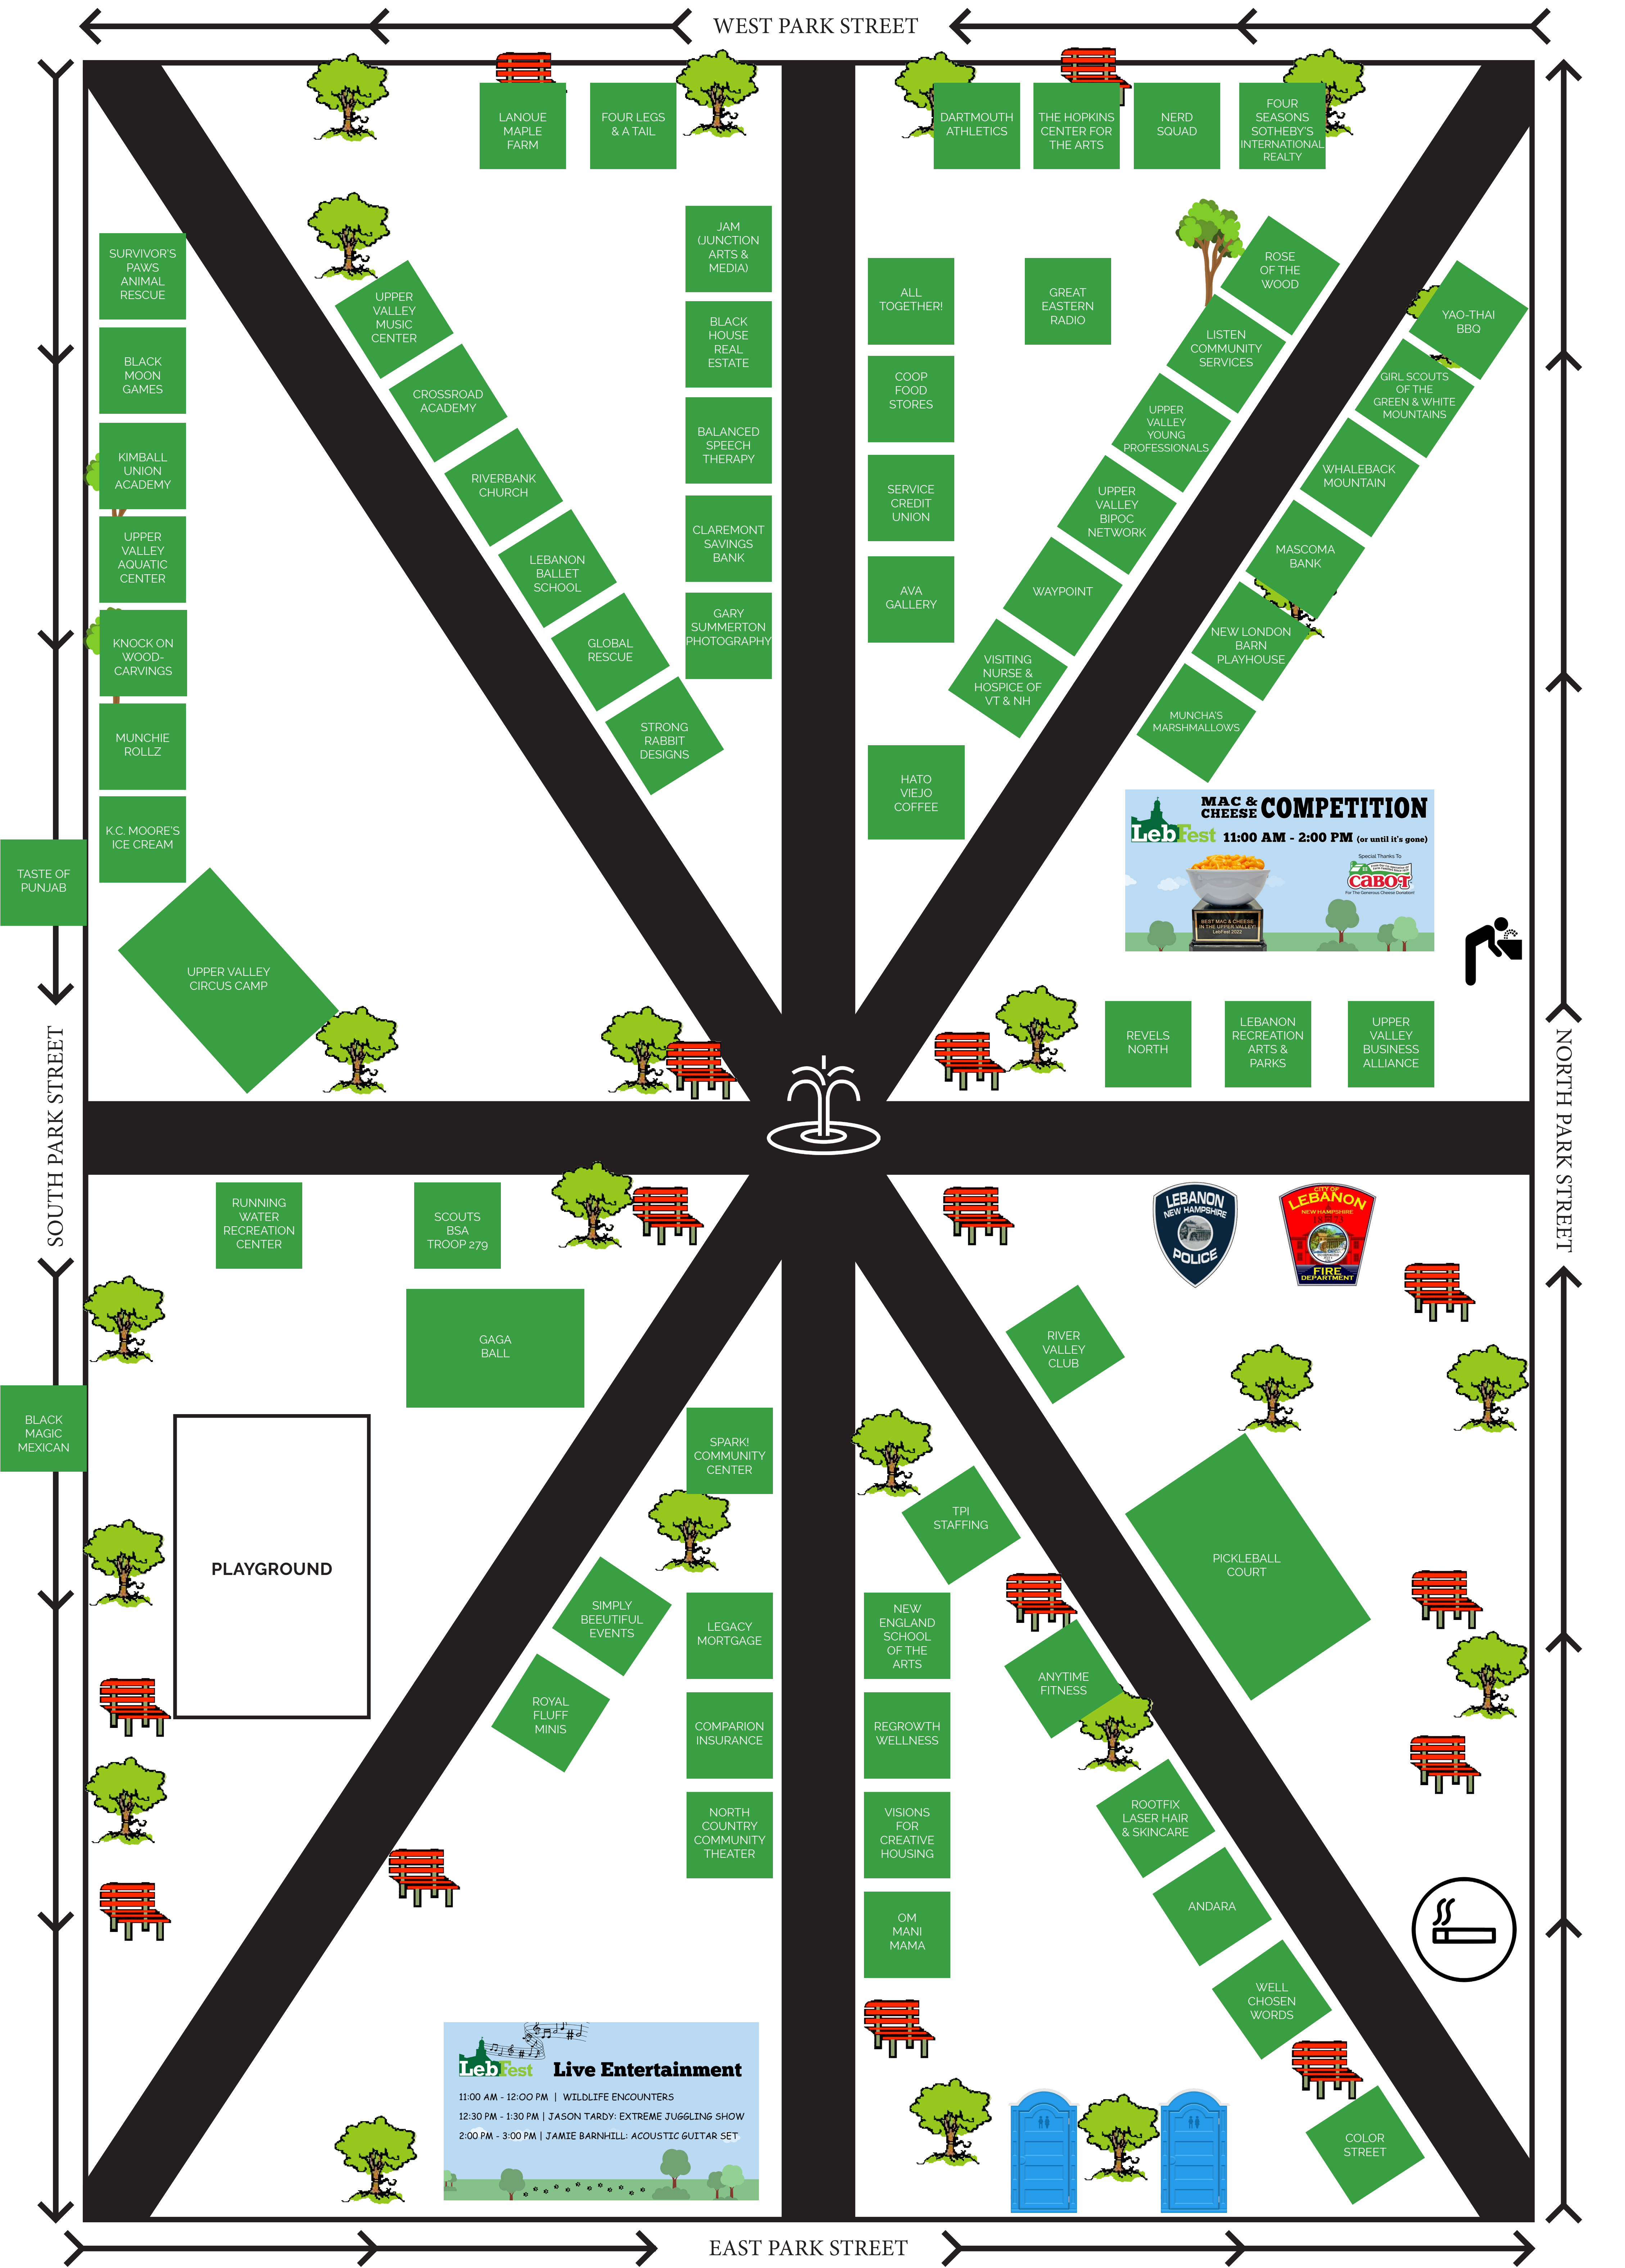 WEST PARK STREET
LANOUE
MAPLE
FARM
FOUR LEGS
& A TAIL
DARTMOUTH
ATHLETICS
THE HOPKINS
CENTER FOR
THE ARTS
NERD
SQUAD
FOUR
SEASONS
SOTHEBY'S
INTERNATIONAL
REALTY
SURVIVOR'S
PAWS
ANIMAL
RESCUE
BLACK
MOON
GAMES
KIMBALL
UNION
ACADEMY
UPPER
VALLEY
AQUATIC
CENTER
KNOCK ON
WOOD-
CARVINGS
MUNCHIE
ROLLZ
K.C. MOORE'S
ICE CREAM
TASTE OF
PUNJAB
UPPER VALLEY
CIRCUS CAMP
UPPER
VALLEY
MUSIC
CENTER
CROSSROAD
ACADEMY
RIVERBANK
CHURCH
LEBANON
BALLET
SCHOOL
GLOBAL
RESCUE
STRONG
RABBIT
DESIGNS
JAM
(JUNCTION
ARTS &
MEDIA)
BLACK
HOUSE
REAL
ESTATE
BALANCED
SPEECH
THERAPY
CLAREMONT
SAVINGS
BANK
GARY
SUMMERTON
PHOTOGRAPHY
ALL
TOGETHER!
GREAT
EASTERN
RADIO
COOP
FOOD
STORES
SERVICE
CREDIT
UNION
AVA
GALLERY
HATO
VIEJO
COFFEE
ROSE
OF THE
WOOD
LISTEN
COMMUNITY
SERVICES
UPPER
VALLEY
YOUNG
PROFESSIONALS
UPPER
VALLEY
BIPOC
NETWORK
WAYPOINT
VISITING
NURSE &
HOSPICE OF
VT & NH
YAO-THAI
BBQ
GIRL SCOUTS
OF THE
GREEN & WHITE
MOUNTAINS
WHALEBACK
MOUNTAIN
MASCOMA
BANK
NEW LONDON
BARN
PLAYHOUSE
MUNCHA'S
MARSHMALLOWS
MAC &
CHEESE COMPETITION
LebFest 11:00 AM - 2:00 PM (or until it's gone)
Special Thanks To
CABOT
For The Generous Cheese Donation!
BEST MAC & CHEESE
IN THE UPPER VALLEY!
LebFest 2022
REVELS
NORTH
LEBANON
RECREATION
ARTS &
PARKS
UPPER
VALLEY
BUSINESS
ALLIANCE
SOUTH PARK STREET
NORTH PARK STREET
RUNNING
WATER
RECREATION
CENTER
SCOUTS
BSA
TROOP 279
GAGA
BALL
BLACK
MAGIC
MEXICAN
PLAYGROUND
SPARK!
COMMUNITY
CENTER
SIMPLY
BEEUTIFUL
EVENTS
ROYAL
FLUFF
MINIS
LEGACY
MORTGAGE
COMPARION
INSURANCE
NORTH
COUNTRY
COMMUNITY
THEATER
LebFest Live Entertainment
11:00 AM - 12:00 PM | WILDLIFE ENCOUNTERS
12:30 PM - 1:30 PM | JASON TARDY: EXTREME JUGGLING SHOW
2:00 PM - 3:00 PM | JAMIE BARNHILL: ACOUSTIC GUITAR SET
LEBANON
NEW HAMPSHIRE
POLICE
CITY OF
LEBANON
NEW HAMPSHIRE
FIRE
DEPARTMENT
RIVER
VALLEY
CLUB
TPI
STAFFING
PICKLEBALL
COURT
NEW
ENGLAND
SCHOOL
OF THE
ARTS
ANYTIME
FITNESS
REGROWTH
WELLNESS
VISIONS
FOR
CREATIVE
HOUSING
OM
MANI
MAMA
ROOTFIX
LASER HAIR
& SKINCARE
ANDARA
WELL
CHOSEN
WORDS
COLOR
STREET
EAST PARK STREET